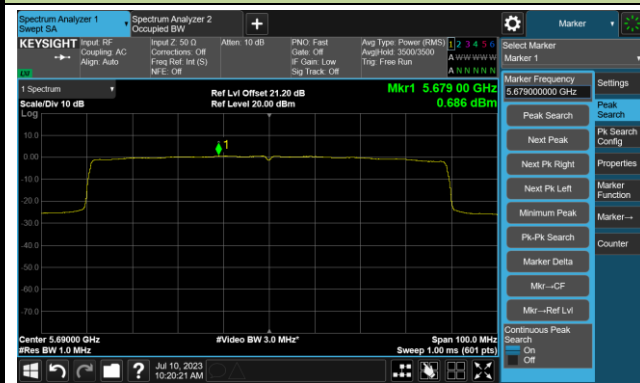 Spectrum Analyzer 1
Swept SA
Spectrum Analyzer 2
Occupied BW
+
Marker
KEYSIGHT
Input: RF
Coupling: AC
Align: Auto
Input Z: 50 Ω
Corrections: Off
Freq Ref: Int (S)
NFE: Off
Atten: 10 dB
PNO: Fast
Gate: Off
IF Gain: Low
Sig Track: Off
Avg Type: Power (RMS)
Avg|Hold: 3500/3500
Trig: Free Run
1 2 3 4 5 6
A W W W W W
A N N N N N
Select Marker
Marker 1
1 Spectrum
Scale/Div 10 dB
Log
Ref Lvl Offset 21.20 dB
Ref Level 20.00 dBm
Mkr1 5.679 00 GHz
0.686 dBm
10.0
0.00
-10.0
-20.0
-30.0
-40.0
-50.0
-60.0
-70.0
1
Center 5.69000 GHz
#Res BW 1.0 MHz
#Video BW 3.0 MHz*
Span 100.0 MHz
Sweep 1.00 ms (601 pts)
Marker Frequency
5.679000000 GHz
Peak Search
Next Peak
Next Pk Right
Next Pk Left
Minimum Peak
Pk-Pk Search
Marker Delta
Mkr→CF
Mkr→Ref Lvl
Continuous Peak
Search
On
Off
Settings
Peak
Search
Pk Search
Config
Properties
Marker
Function
Marker→
Counter
?
Jul 10, 2023
10:20:21 AM